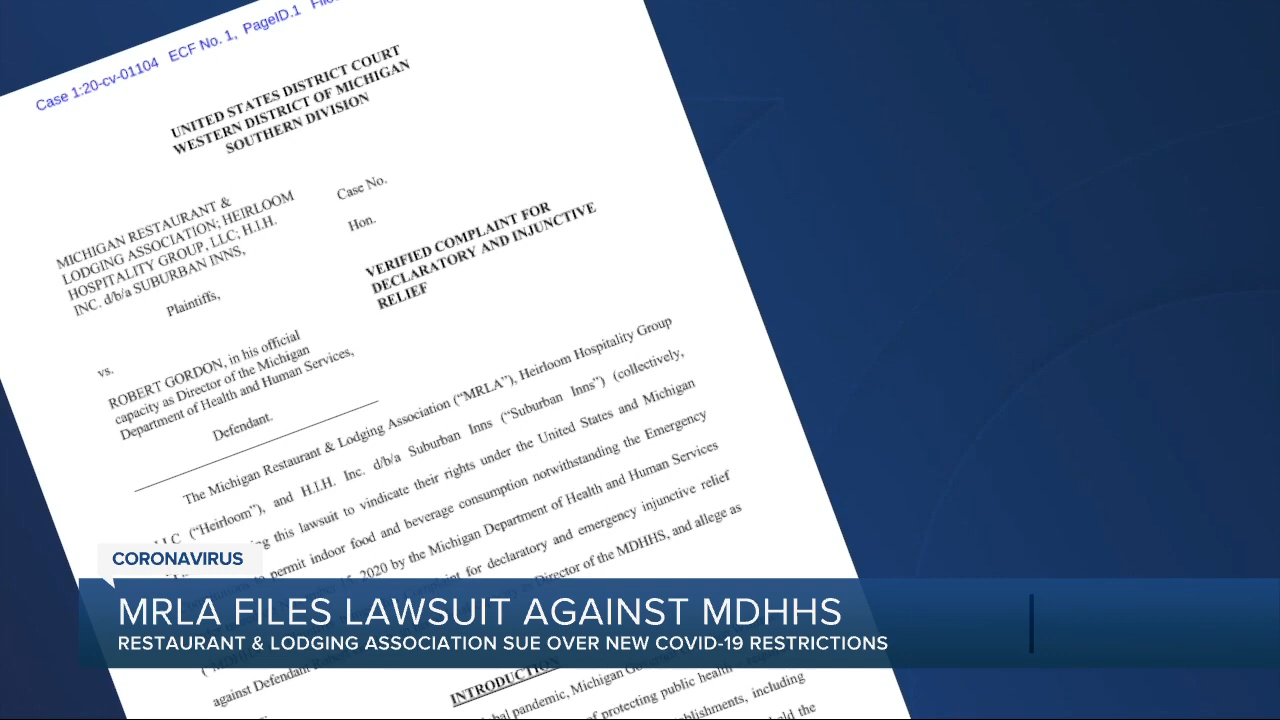 Case 1:20-cv-01104 ECF No. 1, PageID.1
UNITED STATES DISTRICT COURT
WESTERN DISTRICT OF MICHIGAN
SOUTHERN DIVISION
MICHIGAN RESTAURANT &
LODGING ASSOCIATION; HEIRLOOM
HOSPITALITY GROUP, LLC; H.I.H.
INC. d/b/a SUBURBAN INNS,
Plaintiffs,
vs.
ROBERT GORDON, in his official
capacity as Director of the Michigan
Department of Health and Human Services,
Defendant.
Case No.
Hon.
VERIFIED COMPLAINT FOR
DECLARATORY AND INJUNCTIVE
RELIEF
The Michigan Restaurant & Lodging Association (“MRLA”), Heirloom Hospitality Group
LLC (“Heirloom”), and H.I.H. Inc. d/b/a Suburban Inns (“Suburban Inns”) (collectively,
this lawsuit to vindicate their rights under the United States and Michigan
permit indoor food and beverage consumption notwithstanding the Emergency
2020 by the Michigan Department of Health and Human Services
for declaratory and emergency injunctive relief
against Defendant Director of the MDHHS, and allege as
INTRODUCTION
pandemic, Michigan
of protecting public health
establishments, including
the
CORONAVIRUS
MRLA FILES LAWSUIT AGAINST MDHHS
RESTAURANT & LODGING ASSOCIATION SUE OVER NEW COVID-19 RESTRICTIONS